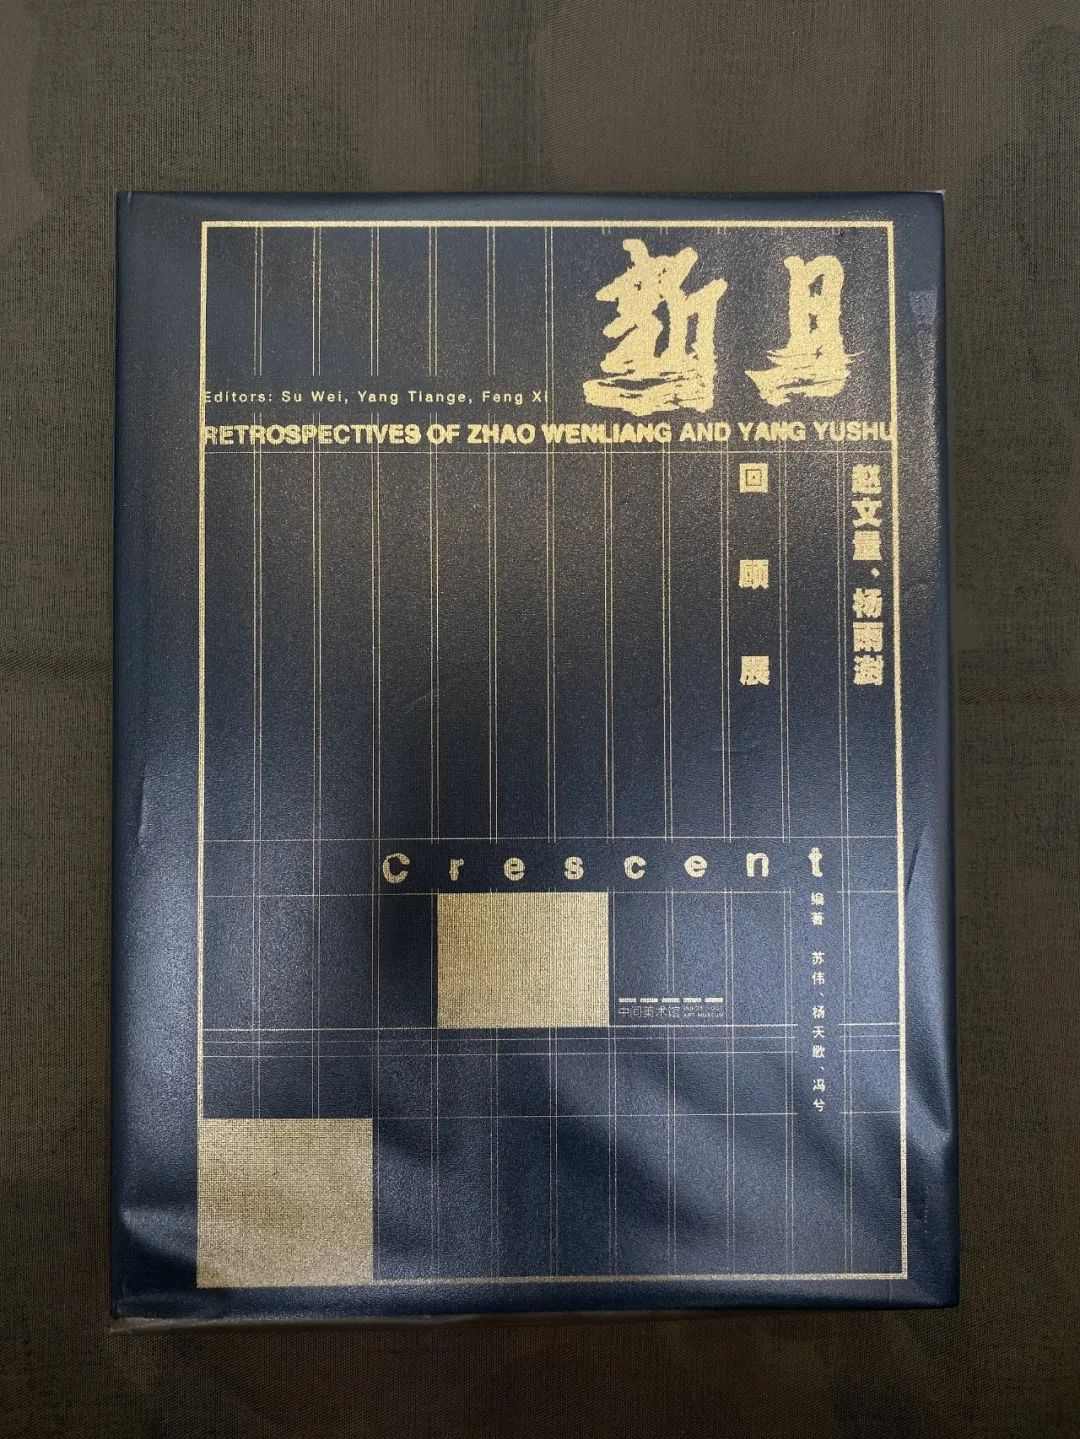 新月
Editors: Su Wei, Yang Tiange, Feng Xi
RETROSPECTIVES OF ZHAO WENLIANG AND YANG YUSHU
赵文量、杨雨澍
回顾展
Crescent
编著 苏伟、杨天歌、冯兮
中间美术馆
ART MUSEUM